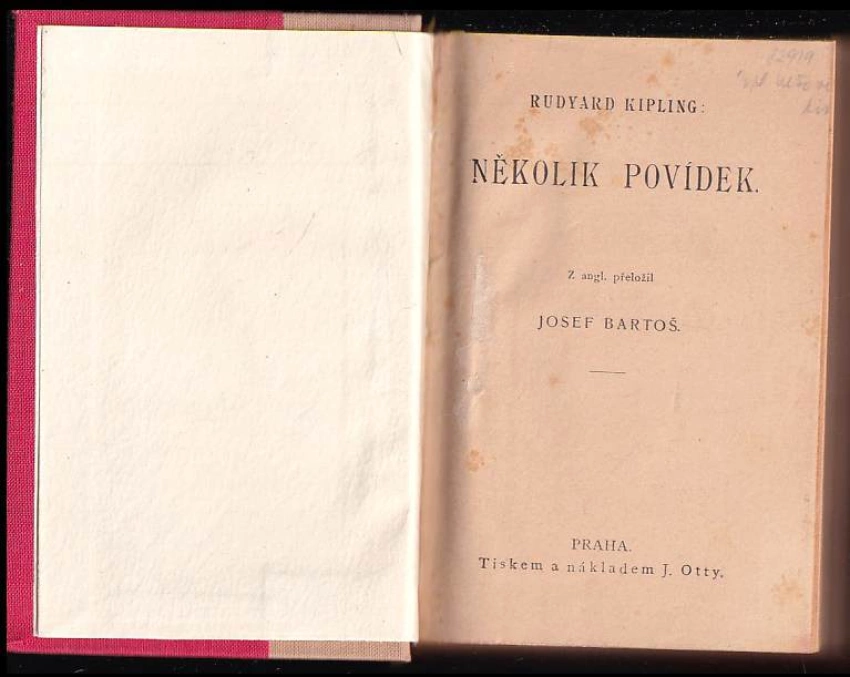 RUDYARD KIPLING:
NĚKOLIK POVÍDEK.
Z angl. přeložil
JOSEF BARTOŠ.
PRAHA.
Tiskem a nákladem J. Otty.